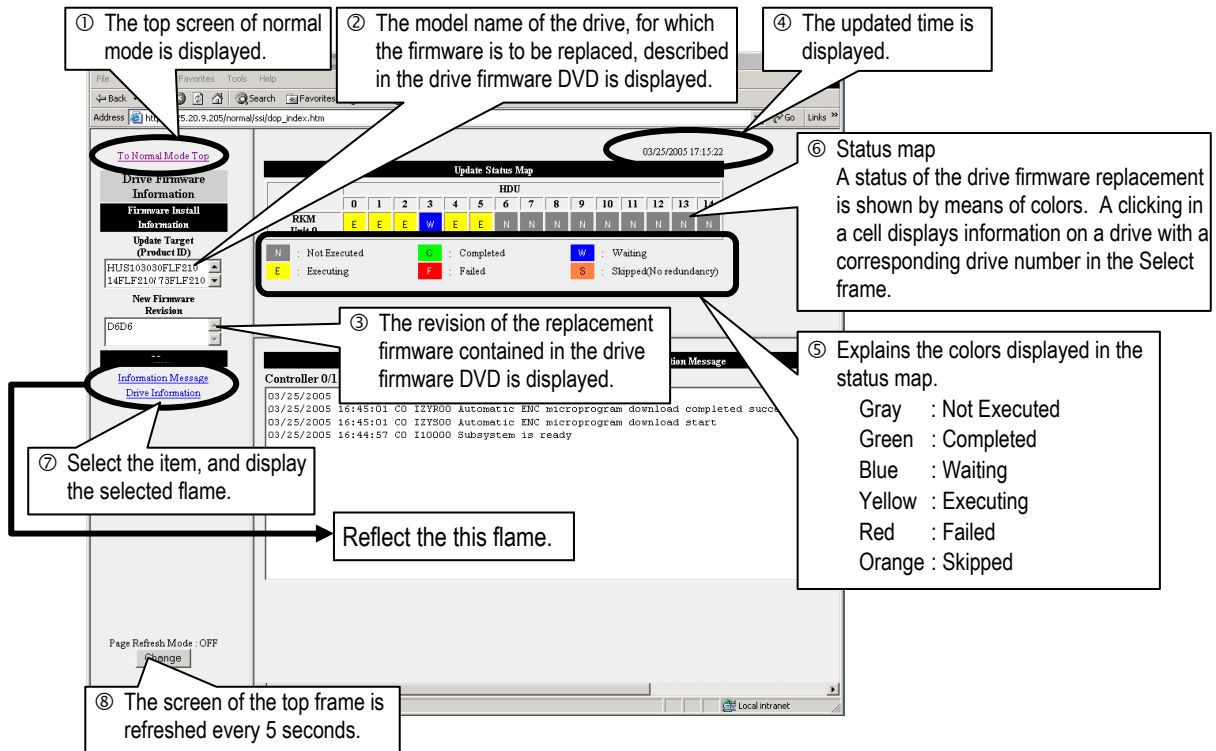 ① The top screen of normal
mode is displayed.
② The model name of the drive, for which
the firmware is to be replaced, described
in the drive firmware DVD is displayed.
④ The updated time is
displayed.
File Favorites Tools Help
Back Search Favorites
Address 25.20.9.205/normal/ssi/dop_index.htm Go Links »
To Normal Mode Top
03/25/2005 17:15:22
Drive Firmware
Information
Firmware Install
Information
Update Target
(Product ID)
HUS103030FLF210
14FLF210/73FLF210
New Firmware
Revision
D6D6
Information Message
Drive Information
Update Status Map
HDU
0 1 2 3 4 5 6 7 8 9 10 11 12 13 14
RKM
Unit 0 E E E W E E N N N N N N N N N
N : Not Executed C : Completed W : Waiting
E : Executing F : Failed S : Skipped(No redundancy)
⑥ Status map
A status of the drive firmware replacement
is shown by means of colors. A clicking in
a cell displays information on a drive with a
corresponding drive number in the Select
frame.
③ The revision of the replacement
firmware contained in the drive
firmware DVD is displayed.
Message
Controller 0/1
03/25/2005
03/25/2005 16:45:01 C0 IZYR00 Automatic ENC microprogram download completed
03/25/2005 16:45:01 C0 IZYS00 Automatic ENC microprogram download start
03/25/2005 16:44:57 C0 I10000 Subsystem is ready
⑤ Explains the colors displayed in the
status map.
Gray : Not Executed
Green : Completed
Blue : Waiting
Yellow : Executing
Red : Failed
Orange : Skipped
⑦ Select the item, and display
the selected flame.
Reflect the this flame.
Page Refresh Mode : OFF
Change
⑧ The screen of the top frame is
refreshed every 5 seconds.
Local intranet